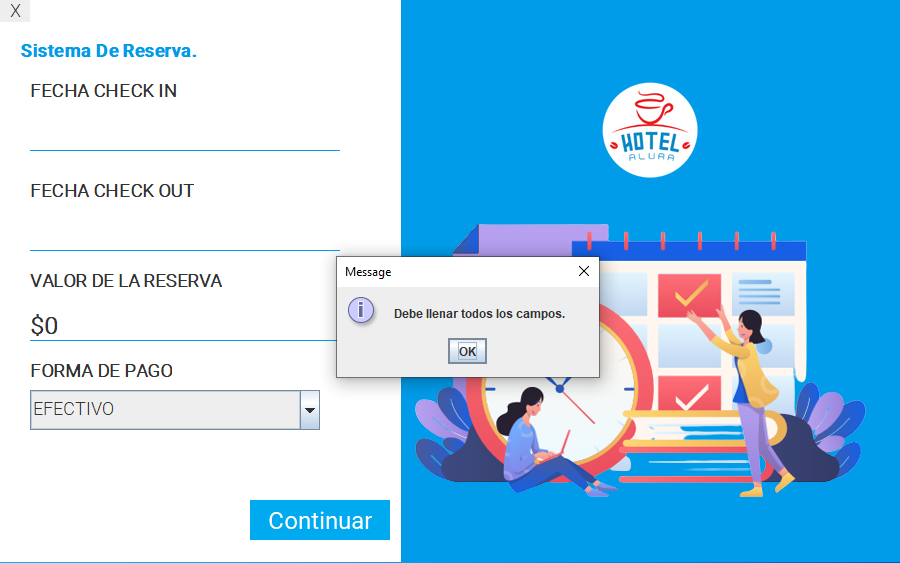 X
Sistema De Reserva.
FECHA CHECK IN
FECHA CHECK OUT
VALOR DE LA RESERVA
$0
FORMA DE PAGO
EFECTIVO
Continuar
HOTEL
ALURA
Message
i
Debe llenar todos los campos.
OK